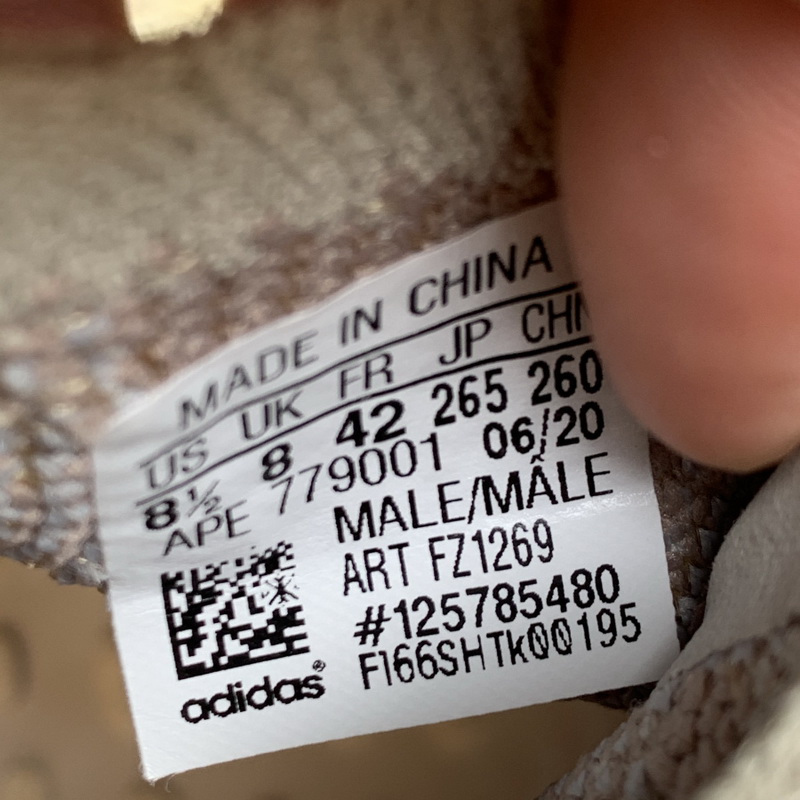 MADE IN CHINA
US UK FR JP CHN
8½ 8 42 265 260
APE 779001 06/20
MALE/MÂLE
ART FZ1269
#125785480
F166SHTk00195
adidas®